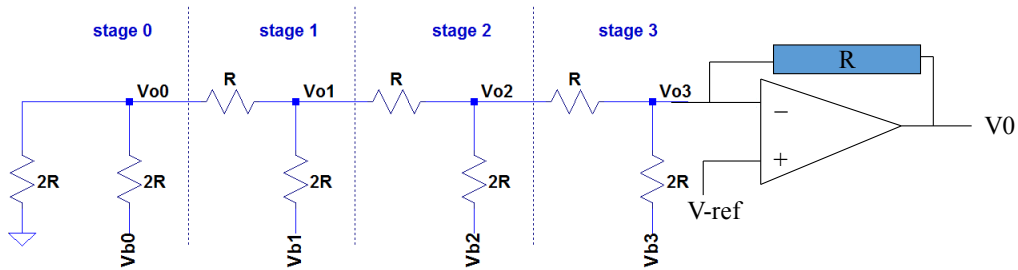 stage 0 stage 1 stage 2 stage 3
R
Vo0 R Vo1 R Vo2 R Vo3
V0
2R 2R 2R 2R 2R
V-ref
Vb0 Vb1 Vb2 Vb3